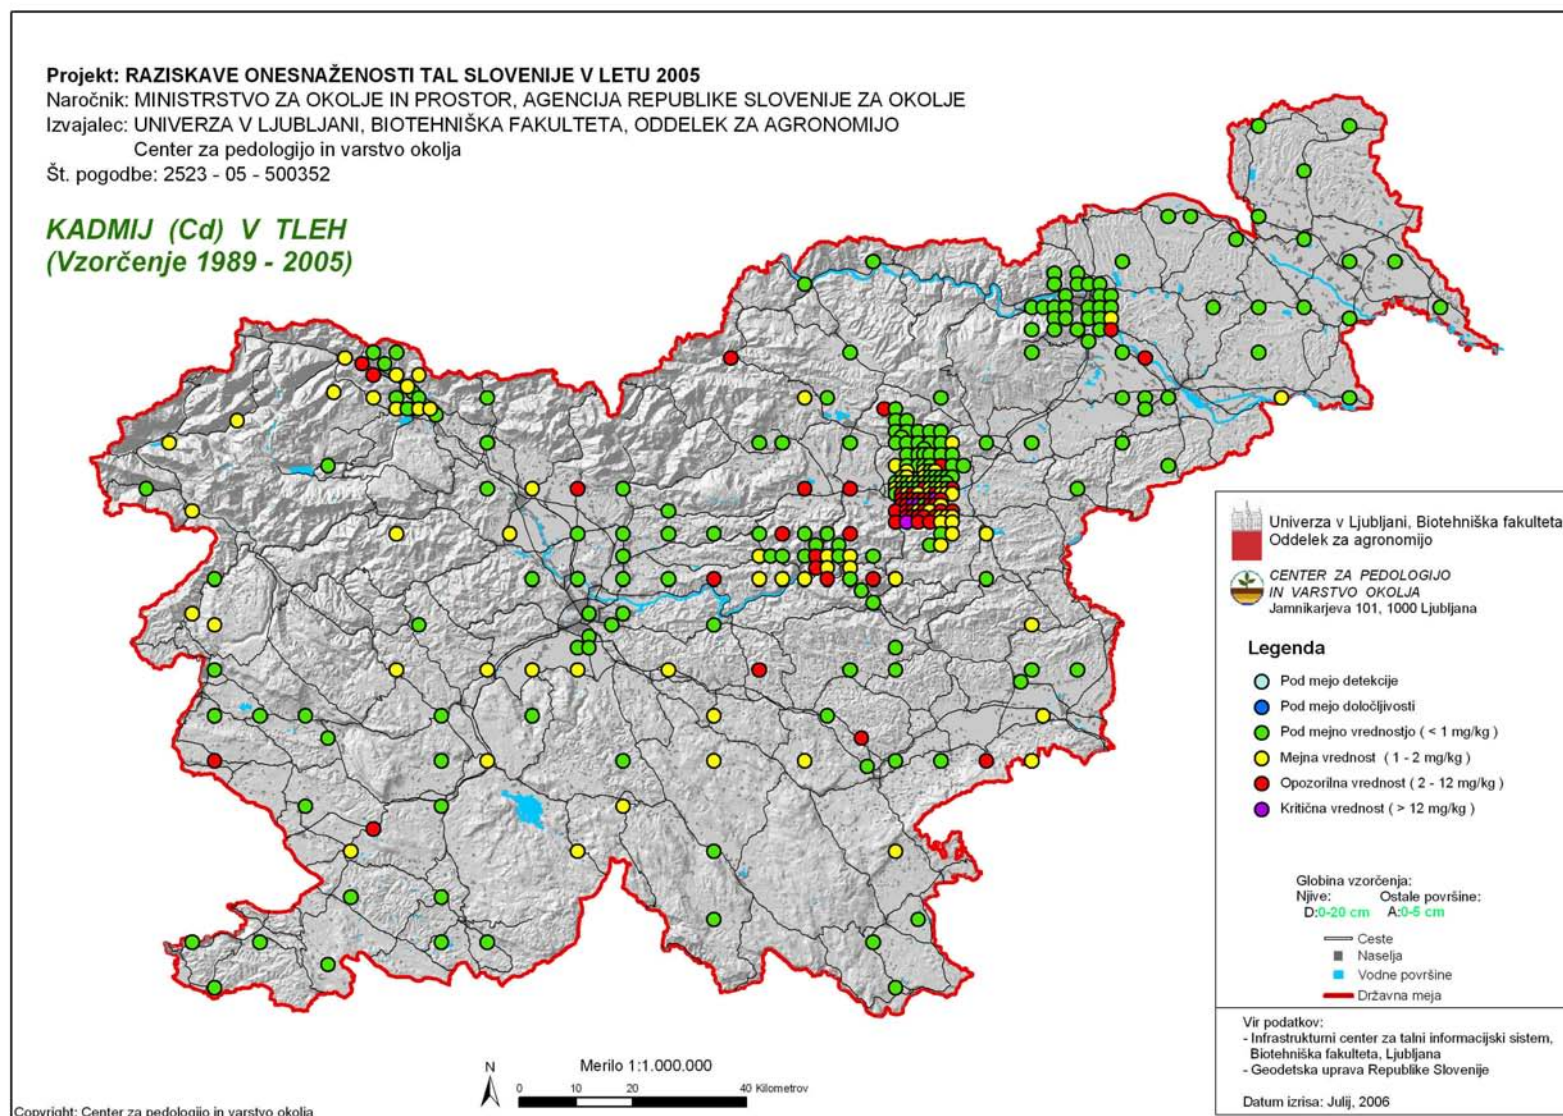 Projekt: RAZISKAVE ONESNAŽENOSTI TAL SLOVENIJE V LETU 2005
Naročnik: MINISTRSTVO ZA OKOLJE IN PROSTOR, AGENCIJA REPUBLIKE SLOVENIJE ZA OKOLJE
Izvajalec: UNIVERZA V LJUBLJANI, BIOTEHNIŠKA FAKULTETA, ODDELEK ZA AGRONOMIJO
Center za pedologijo in varstvo okolja
Št. pogodbe: 2523 - 05 - 500352
KADMIJ (Cd) V TLEH
(Vzorčenje 1989 - 2005)
Univerza v Ljubljani, Biotehniška fakulteta
Oddelek za agronomijo
CENTER ZA PEDOLOGIJO
IN VARSTVO OKOLJA
Jamnikarjeva 101, 1000 Ljubljana
Legenda
Pod mejo detekcije
Pod mejo določljivosti
Pod mejno vrednostjo ( < 1 mg/kg )
Mejna vrednost ( 1 - 2 mg/kg )
Opozorilna vrednost ( 2 - 12 mg/kg )
Kritična vrednost ( > 12 mg/kg )
Globina vzorčenja:
Njive: Ostale površine:
D:0-20 cm A:0-5 cm
Ceste
Naselja
Vodne površine
Državna meja
Vir podatkov:
- Infrastrukturni center za talni informacijski sistem,
Biotehniška fakulteta, Ljubljana
- Geodetska uprava Republike Slovenije
Datum izrisa: Julij, 2006
N
Merilo 1:1.000.000
0 10 20 40 Kilometrov
Copyright: Center za pedologijo in varstvo okolja